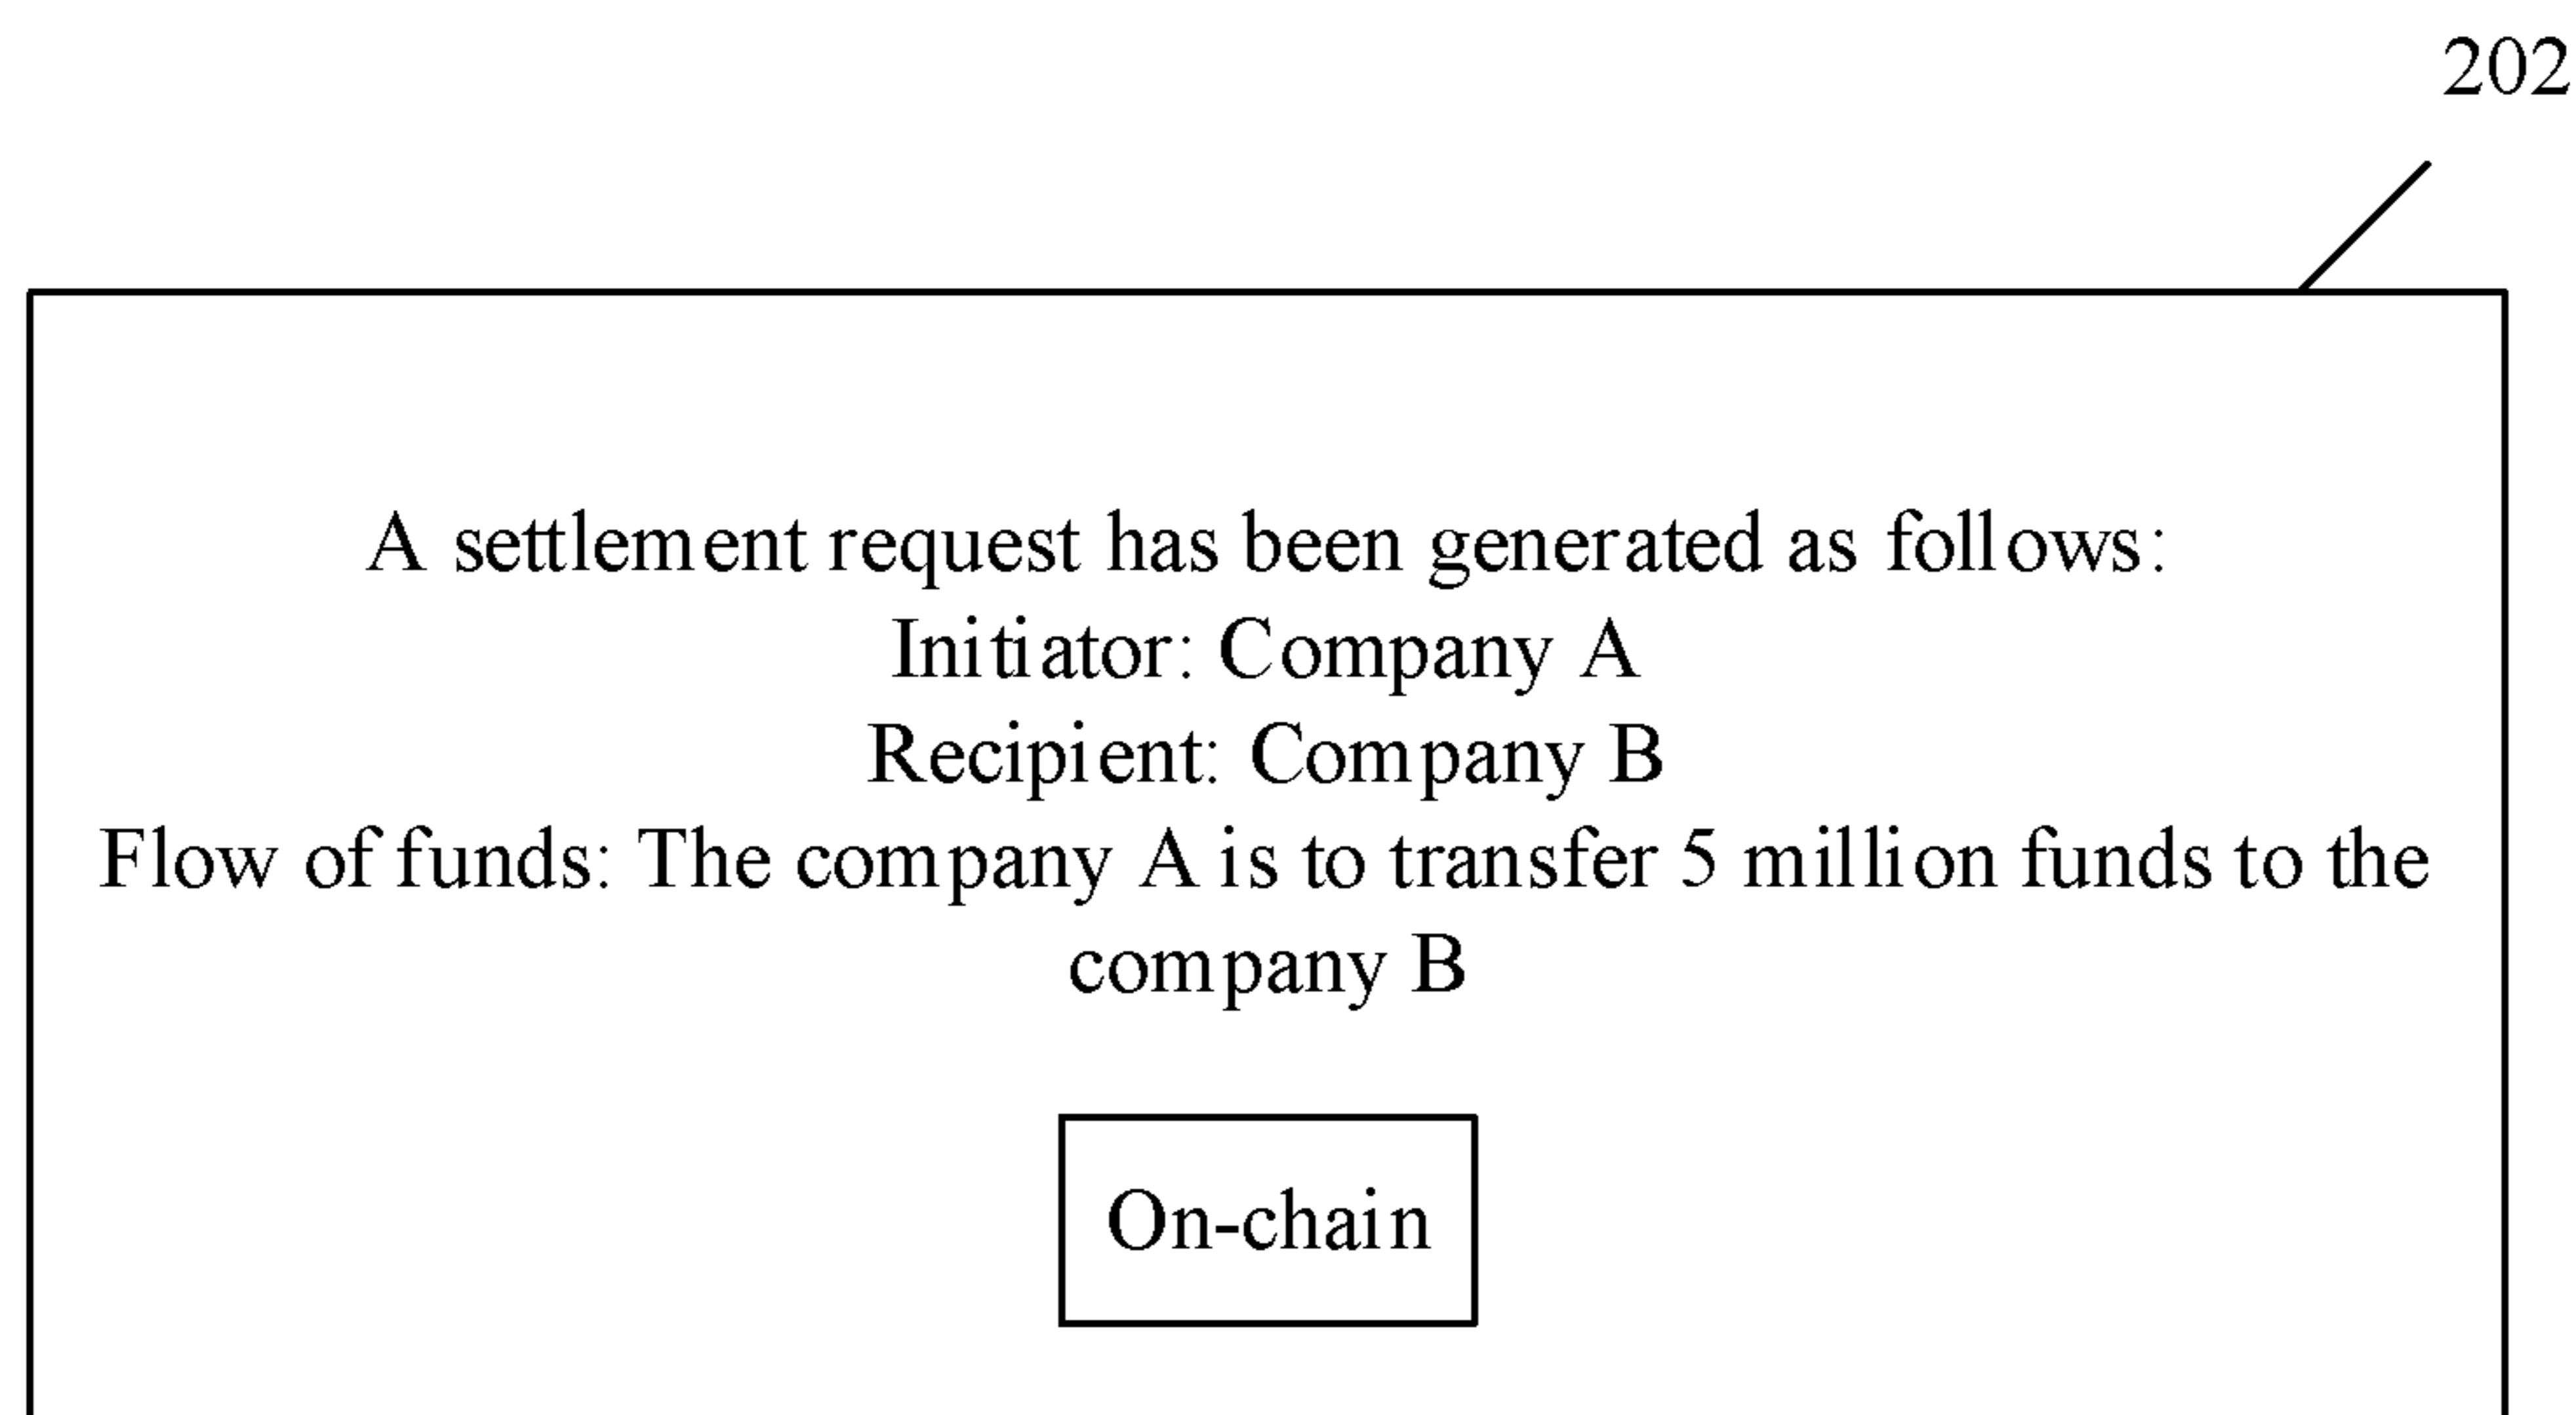 202
A settlement request has been generated as follows:
Initiator: Company A
Recipient: Company B
Flow of funds: The company A is to transfer 5 million funds to the
company B
On-chain